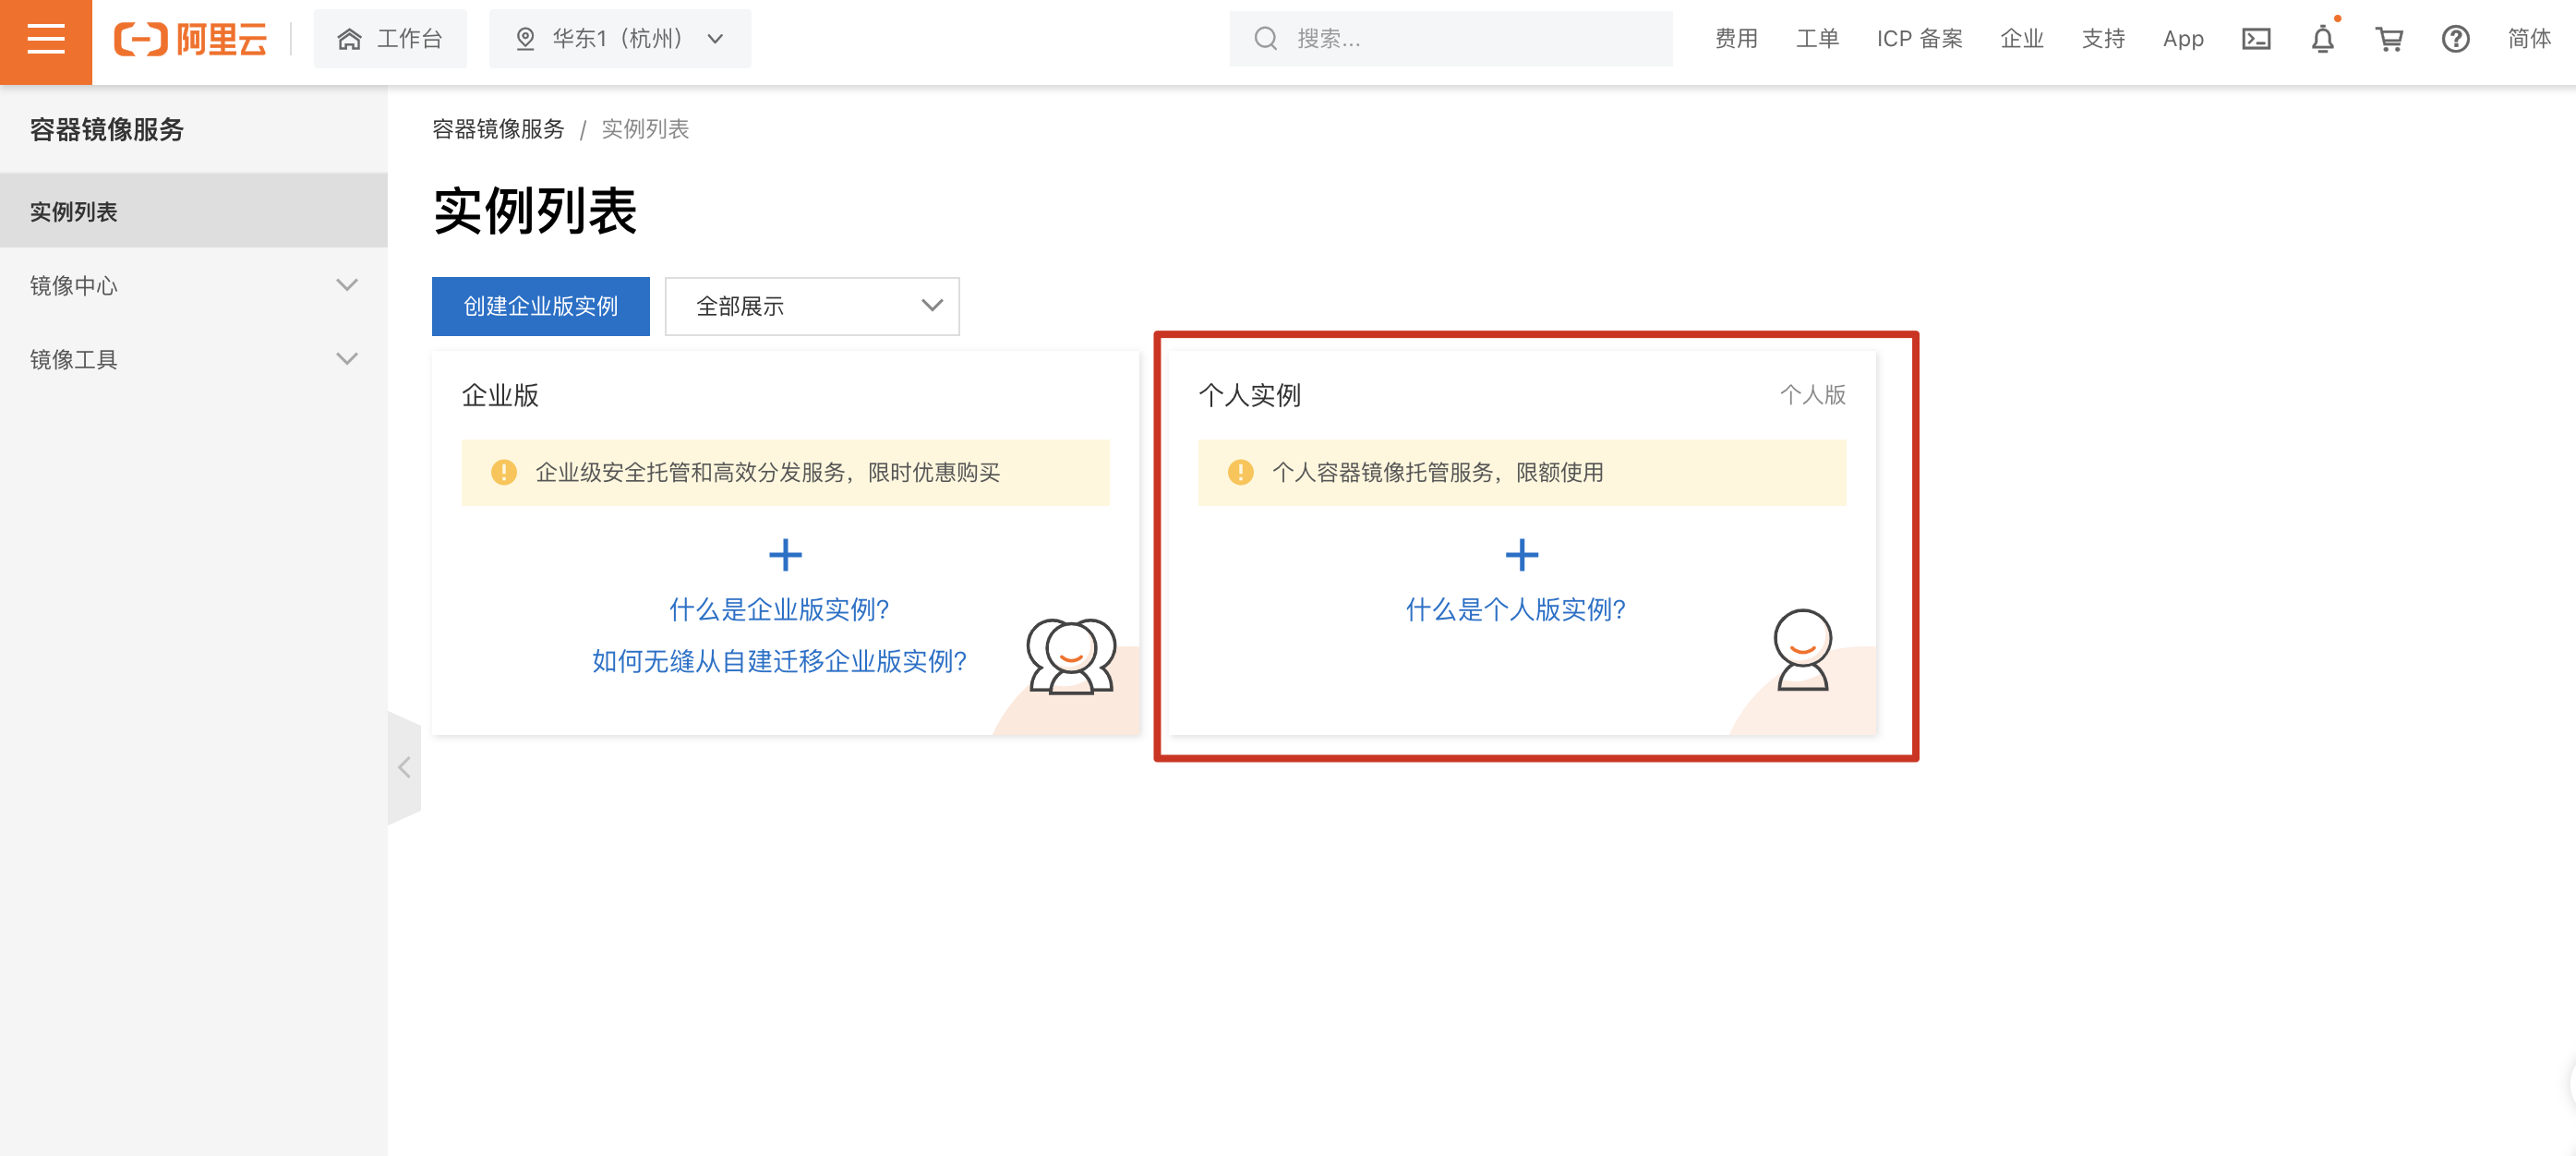 阿里云
工作台
华东1（杭州）
搜索...
费用
工单
ICP 备案
企业
支持
App
简体
容器镜像服务
实例列表
镜像中心
镜像工具
容器镜像服务 / 实例列表
实例列表
创建企业版实例
全部展示
企业版
企业级安全托管和高效分发服务，限时优惠购买
什么是企业版实例?
如何无缝从自建迁移企业版实例?
个人实例
个人版
个人容器镜像托管服务，限额使用
什么是个人版实例?